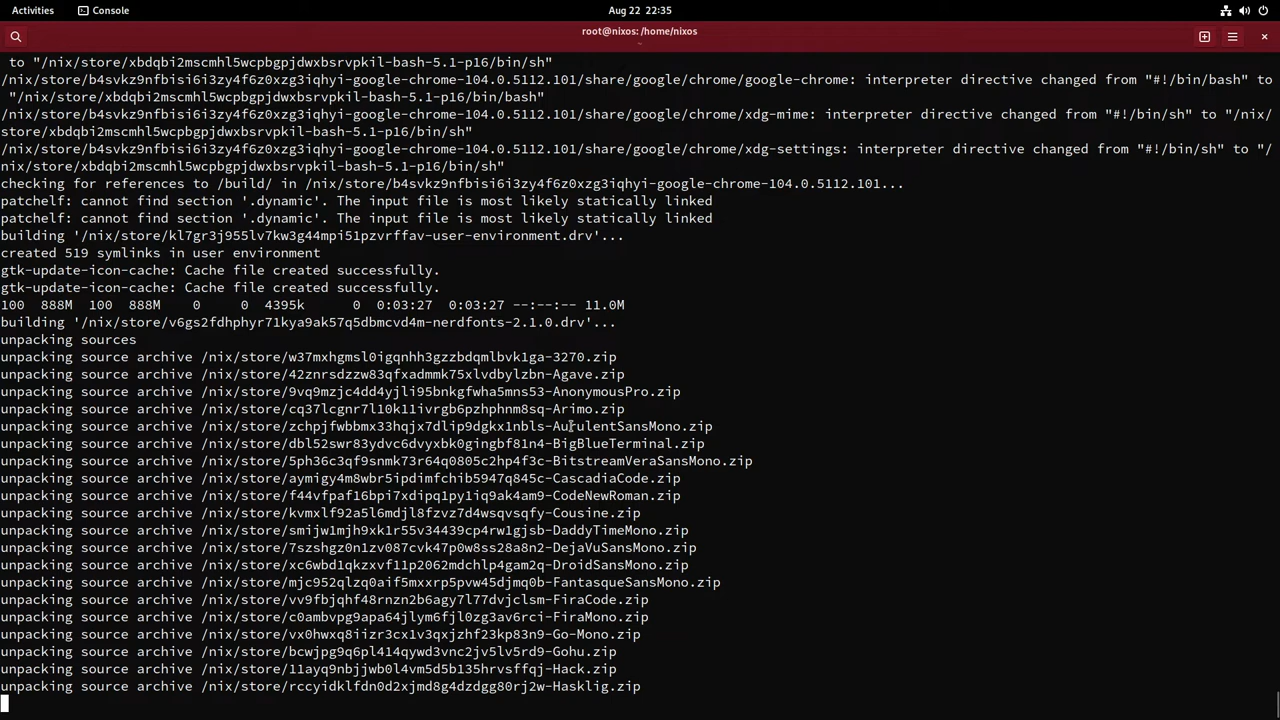 Activities
Console
Aug 22 22:35
root@nixos: /home/nixos
~
to "/nix/store/xbdqbi2mscmhl5wcpbgpjdwxbsrvpkil-bash-5.1-p16/bin/sh"
/nix/store/b4svkz9nfbisi6i3zy4f6z0xzg3iqhyi-google-chrome-104.0.5112.101/share/google/chrome/google-chrome: interpreter directive changed from "#!/bin/bash" to
"/nix/store/xbdqbi2mscmhl5wcpbgpjdwxbsrvpkil-bash-5.1-p16/bin/bash"
/nix/store/b4svkz9nfbisi6i3zy4f6z0xzg3iqhyi-google-chrome-104.0.5112.101/share/google/chrome/xdg-mime: interpreter directive changed from "#!/bin/sh" to "/nix/
store/xbdqbi2mscmhl5wcpbgpjdwxbsrvpkil-bash-5.1-p16/bin/sh"
/nix/store/b4svkz9nfbisi6i3zy4f6z0xzg3iqhyi-google-chrome-104.0.5112.101/share/google/chrome/xdg-settings: interpreter directive changed from "#!/bin/sh" to "/
nix/store/xbdqbi2mscmhl5wcpbgpjdwxbsrvpkil-bash-5.1-p16/bin/sh"
checking for references to /build/ in /nix/store/b4svkz9nfbisi6i3zy4f6z0xzg3iqhyi-google-chrome-104.0.5112.101...
patchelf: cannot find section '.dynamic'. The input file is most likely statically linked
patchelf: cannot find section '.dynamic'. The input file is most likely statically linked
building '/nix/store/kl7gr3j955lv7kw3g44mpi51pzvrffav-user-environment.drv'...
created 519 symlinks in user environment
gtk-update-icon-cache: Cache file created successfully.
gtk-update-icon-cache: Cache file created successfully.
100  888M  100  888M    0     0  4395k      0  0:03:27  0:03:27 --:--:-- 11.0M
building '/nix/store/v6gs2fdhphyr71kya9ak57q5dbmcvd4m-nerdfonts-2.1.0.drv'...
unpacking sources
unpacking source archive /nix/store/w37mxhgmsl0igqnhh3gzzbdqmlbvk1ga-3270.zip
unpacking source archive /nix/store/42znrsdzzw83qfxadmmk75xlvdbylzbn-Agave.zip
unpacking source archive /nix/store/9vq9mzjc4dd4yjli95bnkgfwha5mns53-AnonymousPro.zip
unpacking source archive /nix/store/cq37lcgnr7l10k11ivrgb6pzhphnm8sq-Arimo.zip
unpacking source archive /nix/store/zchpjfwbbmx33hqjx7dlip9dgkx1nbls-AurulentSansMono.zip
unpacking source archive /nix/store/dbl52swr83ydvc6dvyxbk0gingbf81n4-BigBlueTerminal.zip
unpacking source archive /nix/store/5ph36c3qf9snmk73r64q0805c2hp4f3c-BitstreamVeraSansMono.zip
unpacking source archive /nix/store/aymigy4m8wbr5ipdimfchib5947q845c-CascadiaCode.zip
unpacking source archive /nix/store/f44vfpaf16bpi7xdipq1py1iq9ak4am9-CodeNewRoman.zip
unpacking source archive /nix/store/kvmxlf92a5l6mdjl8fzvz7d4wsqvsqfy-Cousine.zip
unpacking source archive /nix/store/smijw1mjh9xk1r55v34439cp4rw1gjsb-DaddyTimeMono.zip
unpacking source archive /nix/store/7szshgz0n1zv087cvk47p0w8ss28a8n2-DejaVuSansMono.zip
unpacking source archive /nix/store/xc6wbd1qkzxvf11p2062mdchlp4gam2q-DroidSansMono.zip
unpacking source archive /nix/store/mjc952qlzq0aif5mxxrp5pvw45djmq0b-FantasqueSansMono.zip
unpacking source archive /nix/store/vv9fbjqhf48rnzn2b6agy7l77dvjclsm-FiraCode.zip
unpacking source archive /nix/store/c0ambvpg9apa64jlym6fjl0zg3av6rci-FiraMono.zip
unpacking source archive /nix/store/vx0hwxq8iizr3cx1v3qxjzhf23kp83n9-Go-Mono.zip
unpacking source archive /nix/store/bcwjpg9q6pl414qywd3vnc2jv5lv5rd9-Gohu.zip
unpacking source archive /nix/store/11ayq9nbjjwb0l4vm5d5b135hrvsffqj-Hack.zip
unpacking source archive /nix/store/rccyidklfdn0d2xjmd8g4dzdgg80rj2w-Hasklig.zip